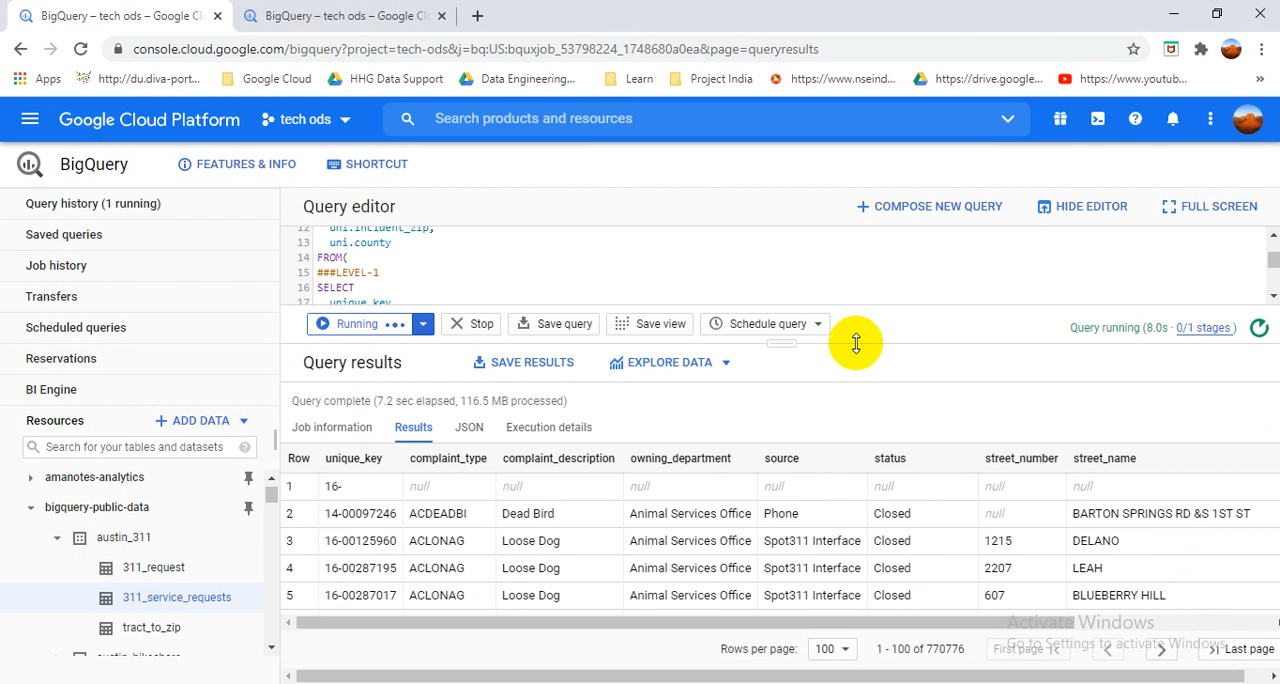 BigQuery – tech ods – Google Cl
BigQuery – tech ods – Google Cl
console.cloud.google.com/bigquery?project=tech-ods&j=bq:US:bquxjob_53798224_1748680a0ea&page=queryresults
Apps http://du.diva-port... Google Cloud HHG Data Support Data Engineering... Learn Project India https://www.nseind... https://drive.google... https://www.youtub... »
Google Cloud Platform tech ods Search products and resources
BigQuery FEATURES & INFO SHORTCUT
Query history (1 running)
Saved queries
Job history
Transfers
Scheduled queries
Reservations
BI Engine
Resources + ADD DATA
Search for your tables and datasets
amanotes-analytics
bigquery-public-data
austin_311
311_request
311_service_requests
tract_to_zip
austin_bikeshare
Query editor + COMPOSE NEW QUERY HIDE EDITOR FULL SCREEN
12 uni.incident_zip,
13 uni.county
14 FROM(
15 ###LEVEL-1
16 SELECT
17 unique_key
Running Stop Save query Save view Schedule query Query running (8.0s · 0/1 stages )
Query results SAVE RESULTS EXPLORE DATA
Query complete (7.2 sec elapsed, 116.5 MB processed)
Job information Results JSON Execution details
Row unique_key complaint_type complaint_description owning_department source status street_number street_name
1 16- null null null null null null null
2 14-00097246 ACDEADBI Dead Bird Animal Services Office Phone Closed null BARTON SPRINGS RD &S 1ST ST
3 16-00125960 ACLONAG Loose Dog Animal Services Office Spot311 Interface Closed 1215 DELANO
4 16-00287195 ACLONAG Loose Dog Animal Services Office Spot311 Interface Closed 2207 LEAH
5 16-00287017 ACLONAG Loose Dog Animal Services Office Spot311 Interface Closed 607 BLUEBERRY HILL
Rows per page: 100 1 - 100 of 770776 First page Last page
Activate Windows
Go to Settings to activate Windows.